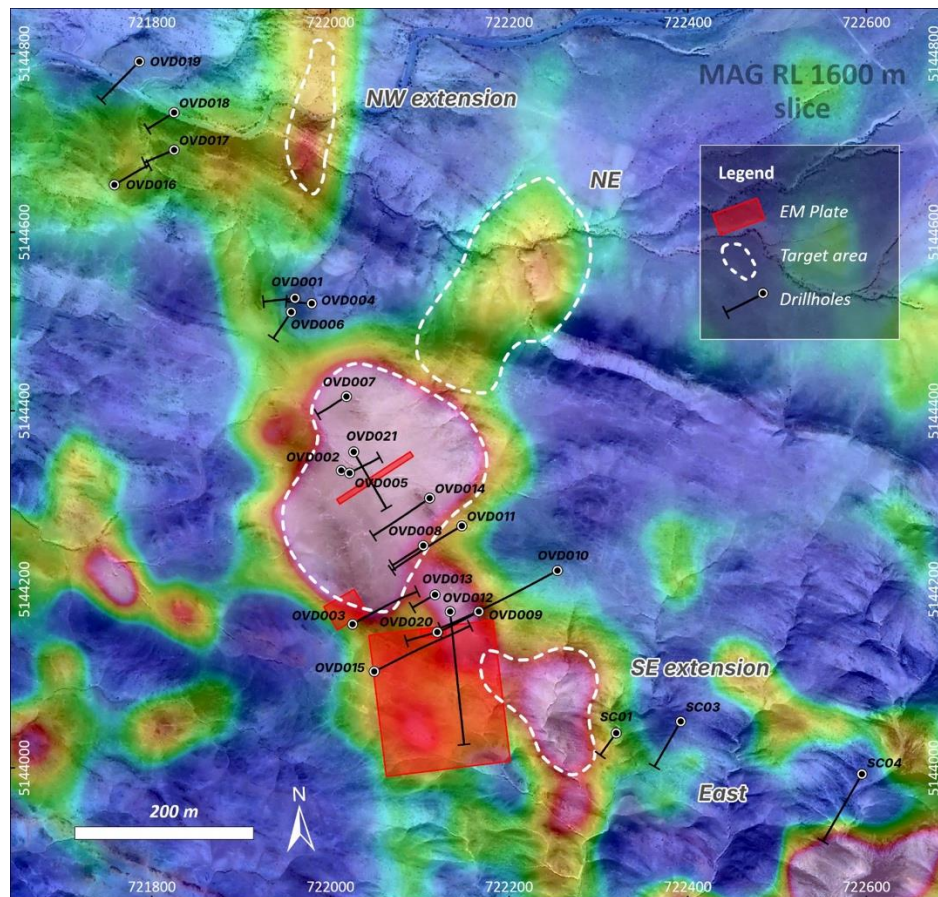 721800 722000 722200 722400 722600
5144800
5144800
OVD019
MAG RL 1600 m
slice
NW extension
OVD018
OVD017
OVD016
NE
Legend
EM Plate
Target area
Drillholes
5144600
5144600
OVD001
OVD004
OVD006
5144400
5144400
OVD007
OVD021
OVD002
OVD005
OVD014
OVD011
OVD008
OVD010
5144200
5144200
OVD013
OVD012
OVD003
OVD009
OVD020
OVD015
SE extension
SC01
SC03
SC04
5144000
5144000
East
200 m
N
721800 722000 722200 722400 722600